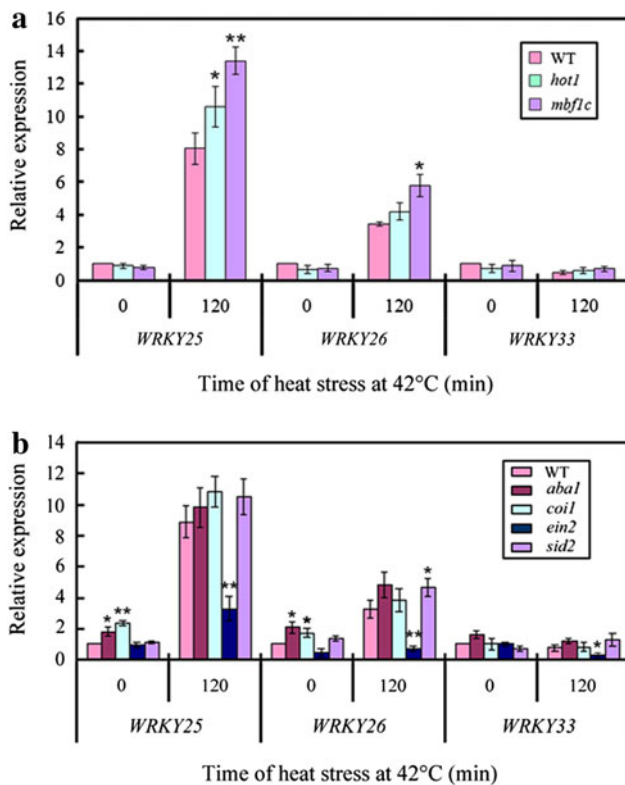 a
Relative expression
16
14
12
10
8
6
4
2
0
WT
hot1
mbf1c
*
**
*
0
120
0
120
0
120
WRKY25
WRKY26
WRKY33
Time of heat stress at 42°C (min)
b
Relative expression
14
12
10
8
6
4
2
0
WT
aba1
coi1
ein2
sid2
*
**
**
*
*
**
*
*
0
120
0
120
0
120
WRKY25
WRKY26
WRKY33
Time of heat stress at 42°C (min)